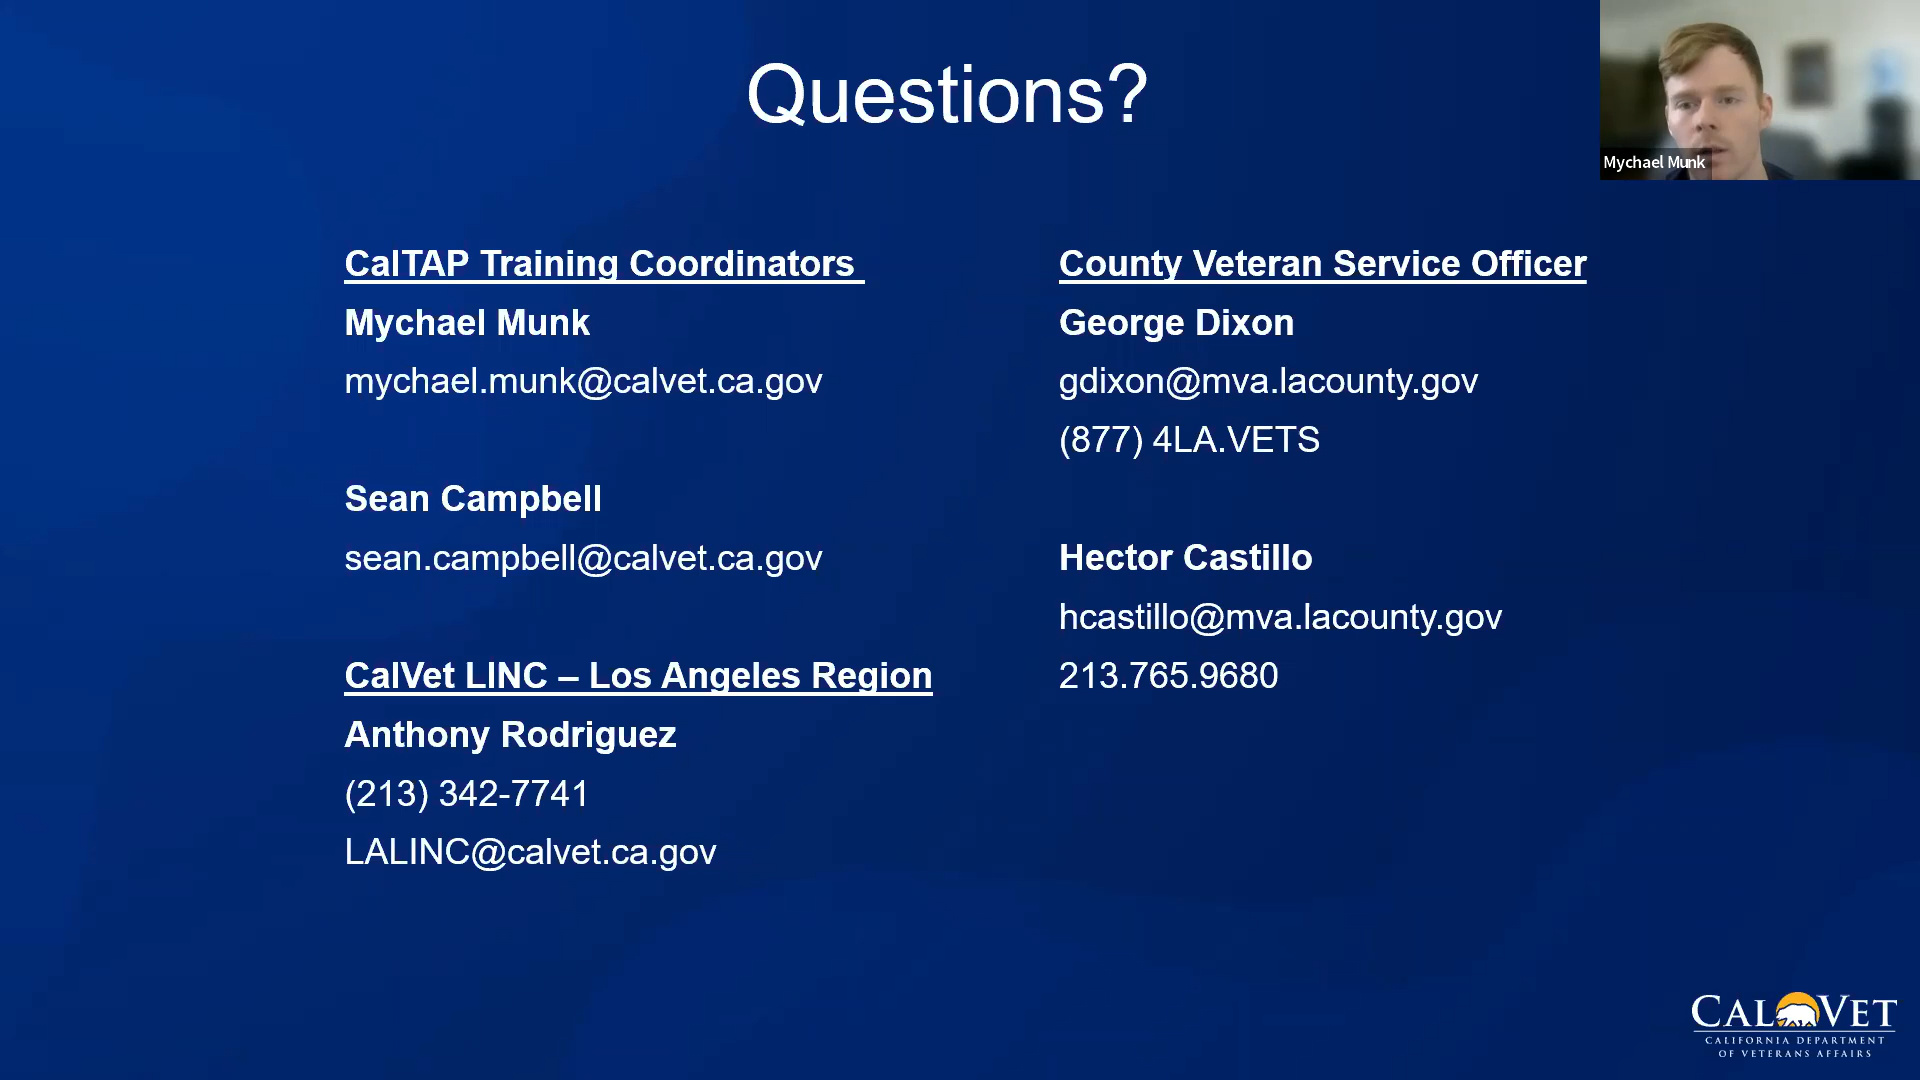 Questions?
Mychael Munk
CalTAP Training Coordinators
Mychael Munk
mychael.munk@calvet.ca.gov
Sean Campbell
sean.campbell@calvet.ca.gov
CalVet LINC – Los Angeles Region
Anthony Rodriguez
(213) 342-7741
LALINC@calvet.ca.gov
County Veteran Service Officer
George Dixon
gdixon@mva.lacounty.gov
(877) 4LA.VETS
Hector Castillo
hcastillo@mva.lacounty.gov
213.765.9680
CALVET
CALIFORNIA DEPARTMENT
OF VETERANS AFFAIRS